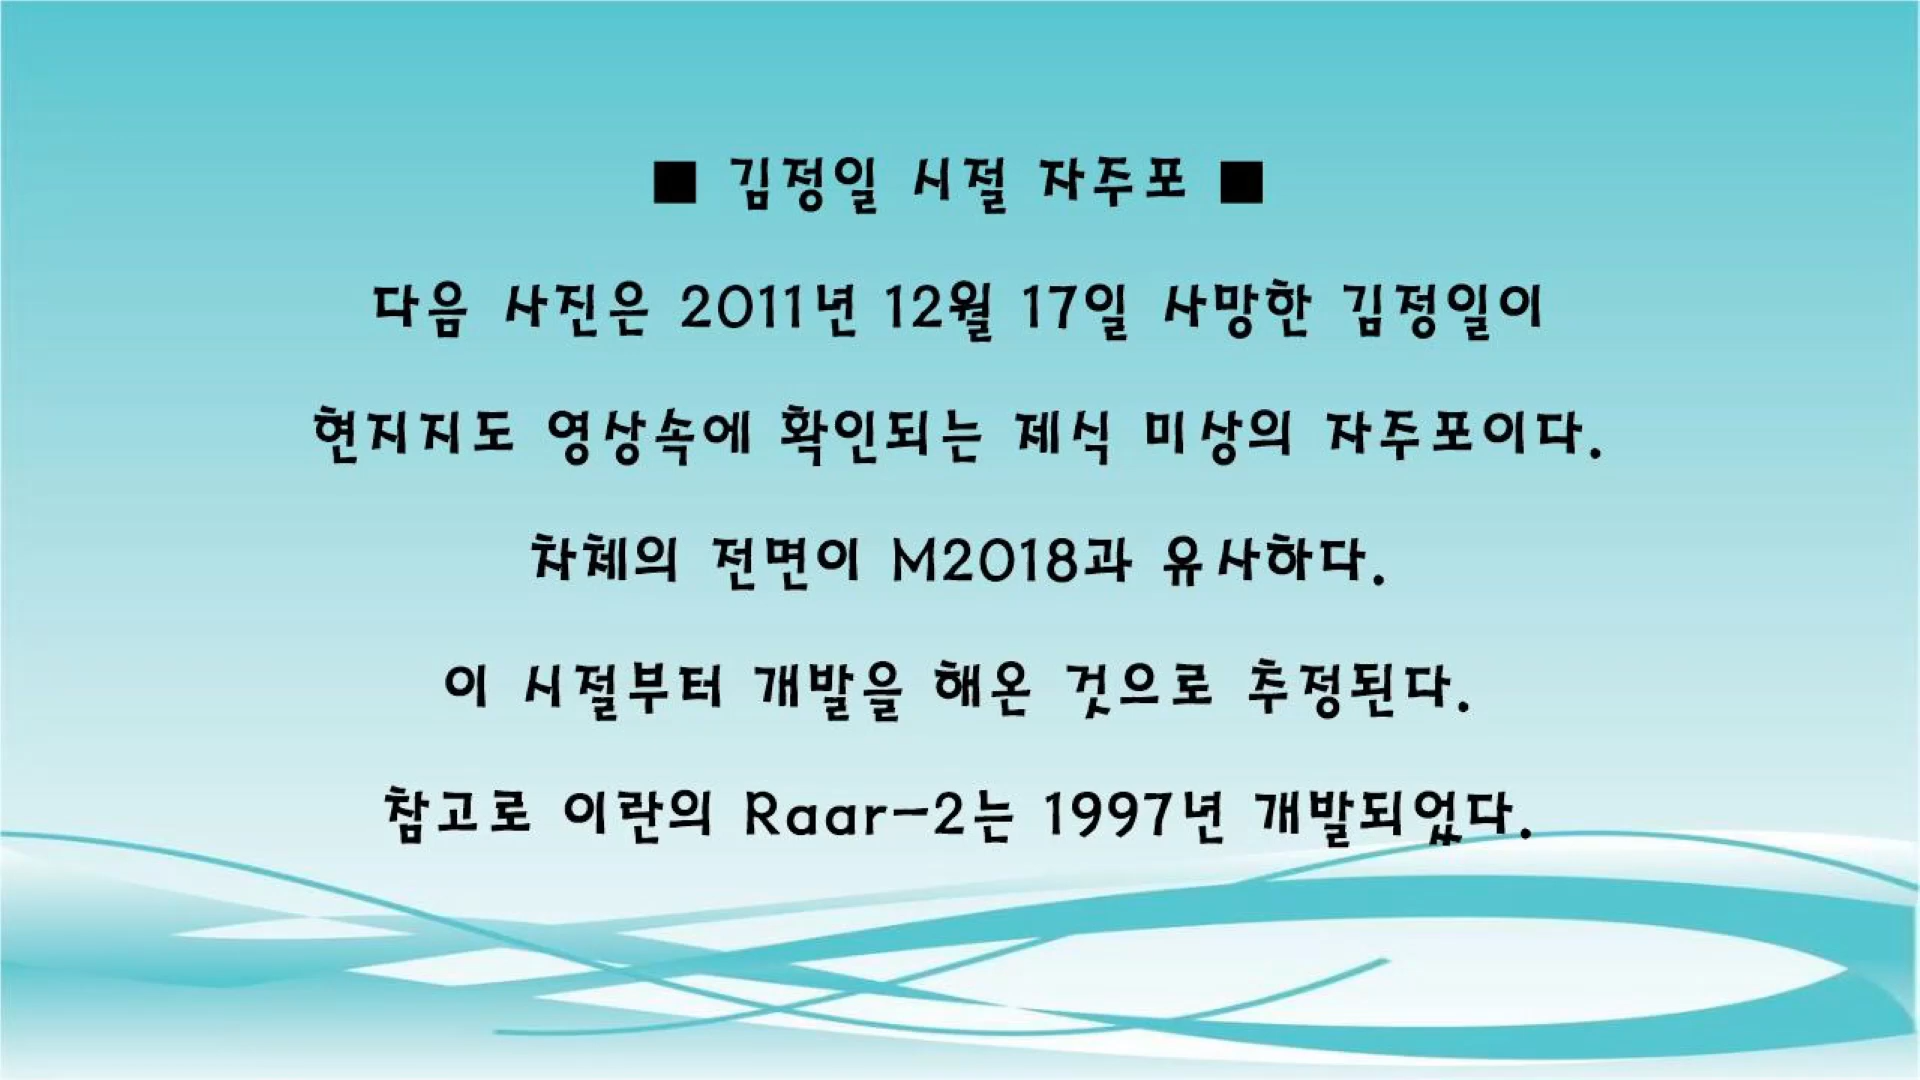 ■ 김정일 시절 자주포 ■
다음 사진은 2011년 12월 17일 사망한 김정일이
현지지도 영상속에 확인되는 제식 미상의 자주포이다.
차체의 전면이 M2018과 유사하다.
이 시절부터 개발을 해온 것으로 추정된다.
참고로 이란의 Raar-2는 1997년 개발되었다.